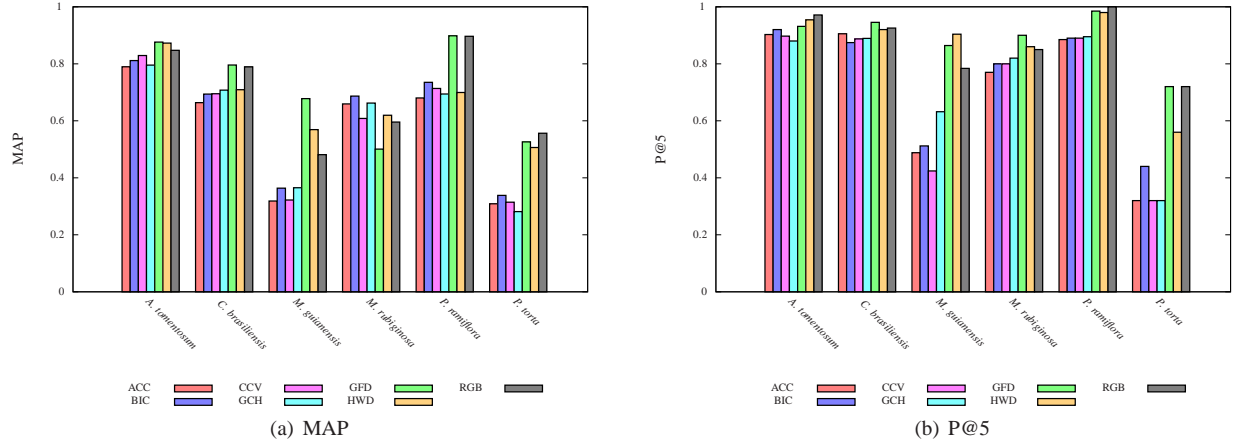 1
0.8
0.6
0.4
0.2
0
MAP
A. tomentosum
C. brasiliensis
M. guianensis
M. rubiginosa
P. ramiflora
P. torta
ACC CCV GFD RGB
BIC GCH HWD
(a) MAP
1
0.8
0.6
0.4
0.2
0
P@5
A. tomentosum
C. brasiliensis
M. guianensis
M. rubiginosa
P. ramiflora
P. torta
ACC CCV GFD RGB
BIC GCH HWD
(b) P@5